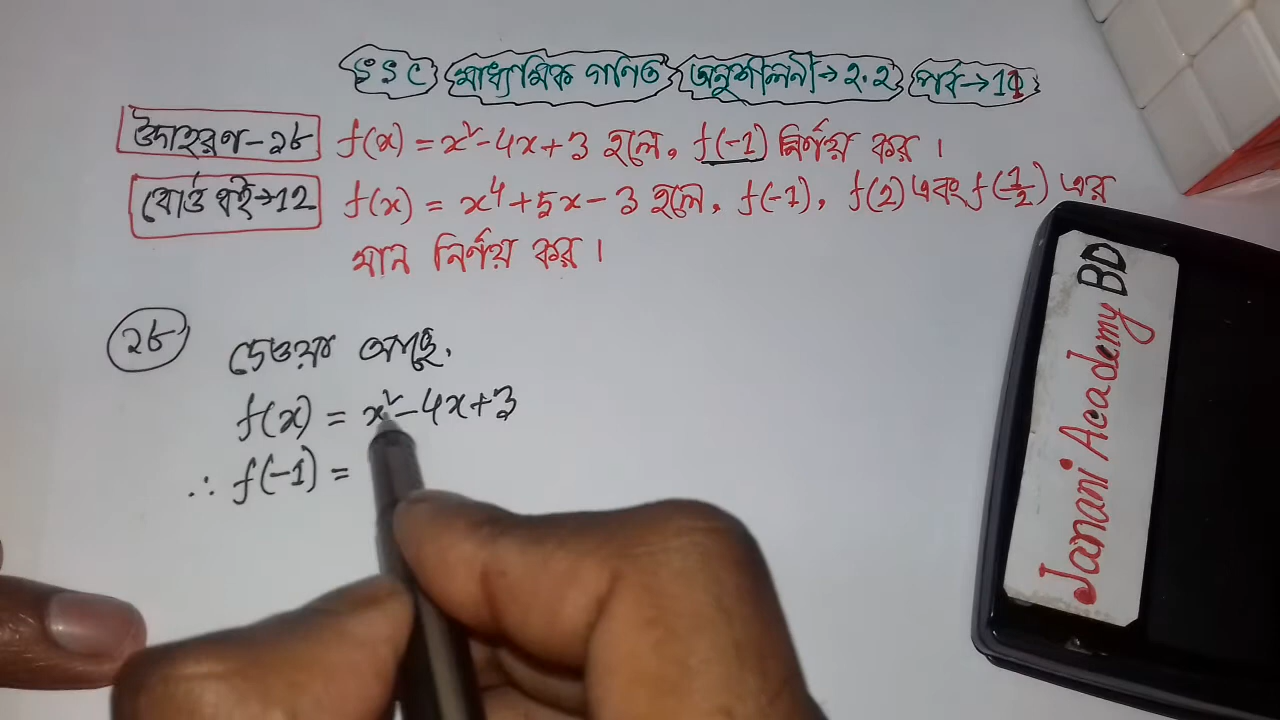 SSC মাধ্যমিক গণিত অনুশীলনী→২.২ পর্ব→11
উদাহরণ-২৮ f(x) = x² - 4x + 3 হলে, f(-1) নির্ণয় কর।
বোর্ড বই→12 f(x) = x⁴ + 5x - 3 হলে, f(-1), f(2) এবং f(1/2) এর
মান নির্ণয় কর।
২৮ দেওয়া আছে,
f(x) = x² - 4x + 3
∴ f(-1) =
Janani Academy BD